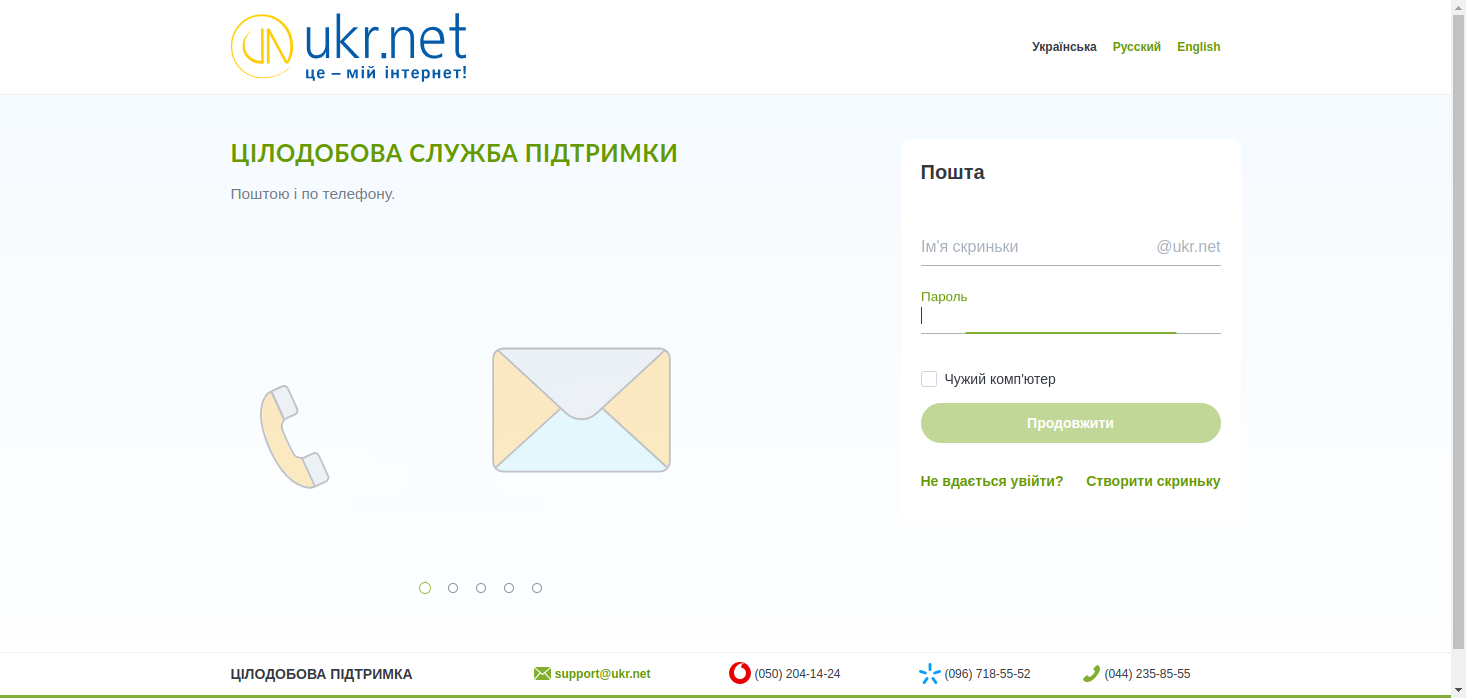 ukr.net
це – мій інтернет!
Українська Русский English
ЦІЛОДОБОВА СЛУЖБА ПІДТРИМКИ
Поштою і по телефону.
Пошта
Ім'я скриньки @ukr.net
Пароль
Чужий комп'ютер
Продовжити
Не вдається увійти? Створити скриньку
ЦІЛОДОБОВА ПІДТРИМКА support@ukr.net (050) 204-14-24 (096) 718-55-52 (044) 235-85-55